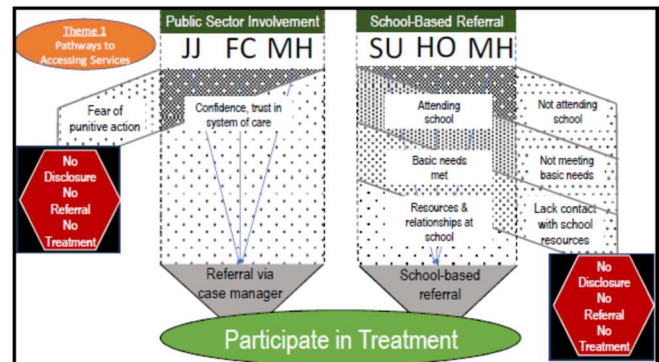 Theme 1
Pathways to
Accessing Services
Public Sector Involvement
JJ FC MH
Fear of
punitive action
Confidence, trust in
system of care
No
Disclosure
No
Referral
No
Treatment
Referral via
case manager
School-Based Referral
SU HO MH
Attending
school
Not attending
school
Basic needs
met
Not meeting
basic needs
Resources &
relationships at
school
Lack contact
with school
resources
School-based
referral
No
Disclosure
No
Referral
No
Treatment
Participate in Treatment